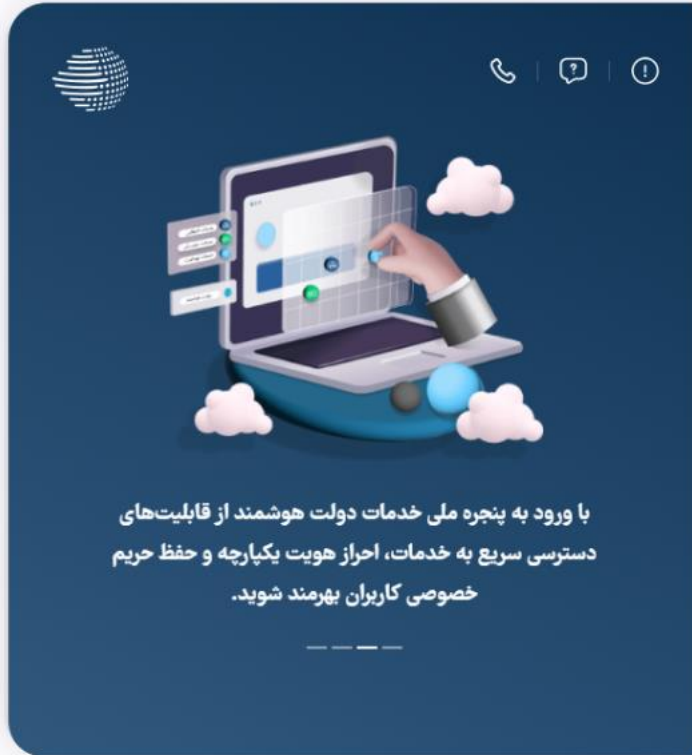 با ورود به پنجره ملی خدمات دولت هوشمند از قابلیت‌های
دسترسی سریع به خدمات، احراز هویت یکپارچه و حفظ حریم
خصوصی کاربران بهرمند شوید.